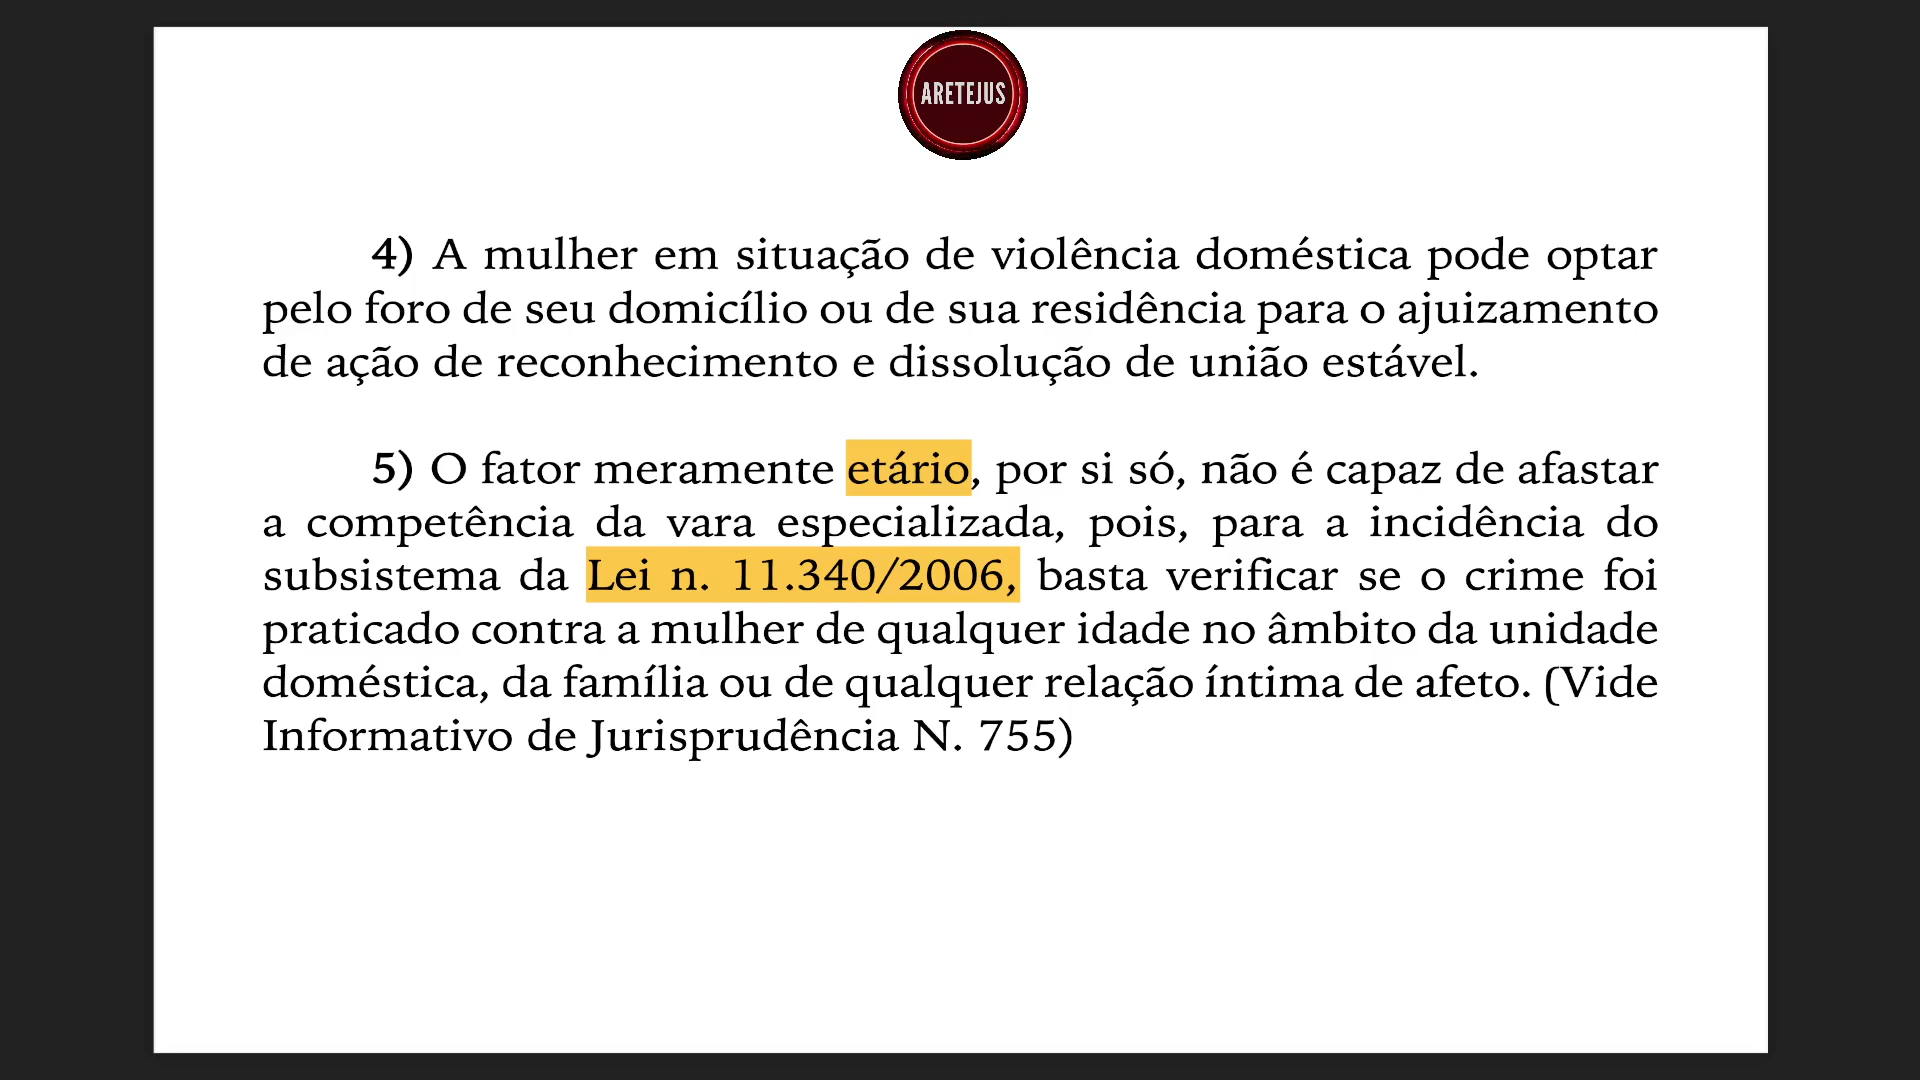 ARETEJUS
4) A mulher em situação de violência doméstica pode optar
pelo foro de seu domicílio ou de sua residência para o ajuizamento
de ação de reconhecimento e dissolução de união estável.
5) O fator meramente etário, por si só, não é capaz de afastar
a competência da vara especializada, pois, para a incidência do
subsistema da Lei n. 11.340/2006, basta verificar se o crime foi
praticado contra a mulher de qualquer idade no âmbito da unidade
doméstica, da família ou de qualquer relação íntima de afeto. (Vide
Informativo de Jurisprudência N. 755)